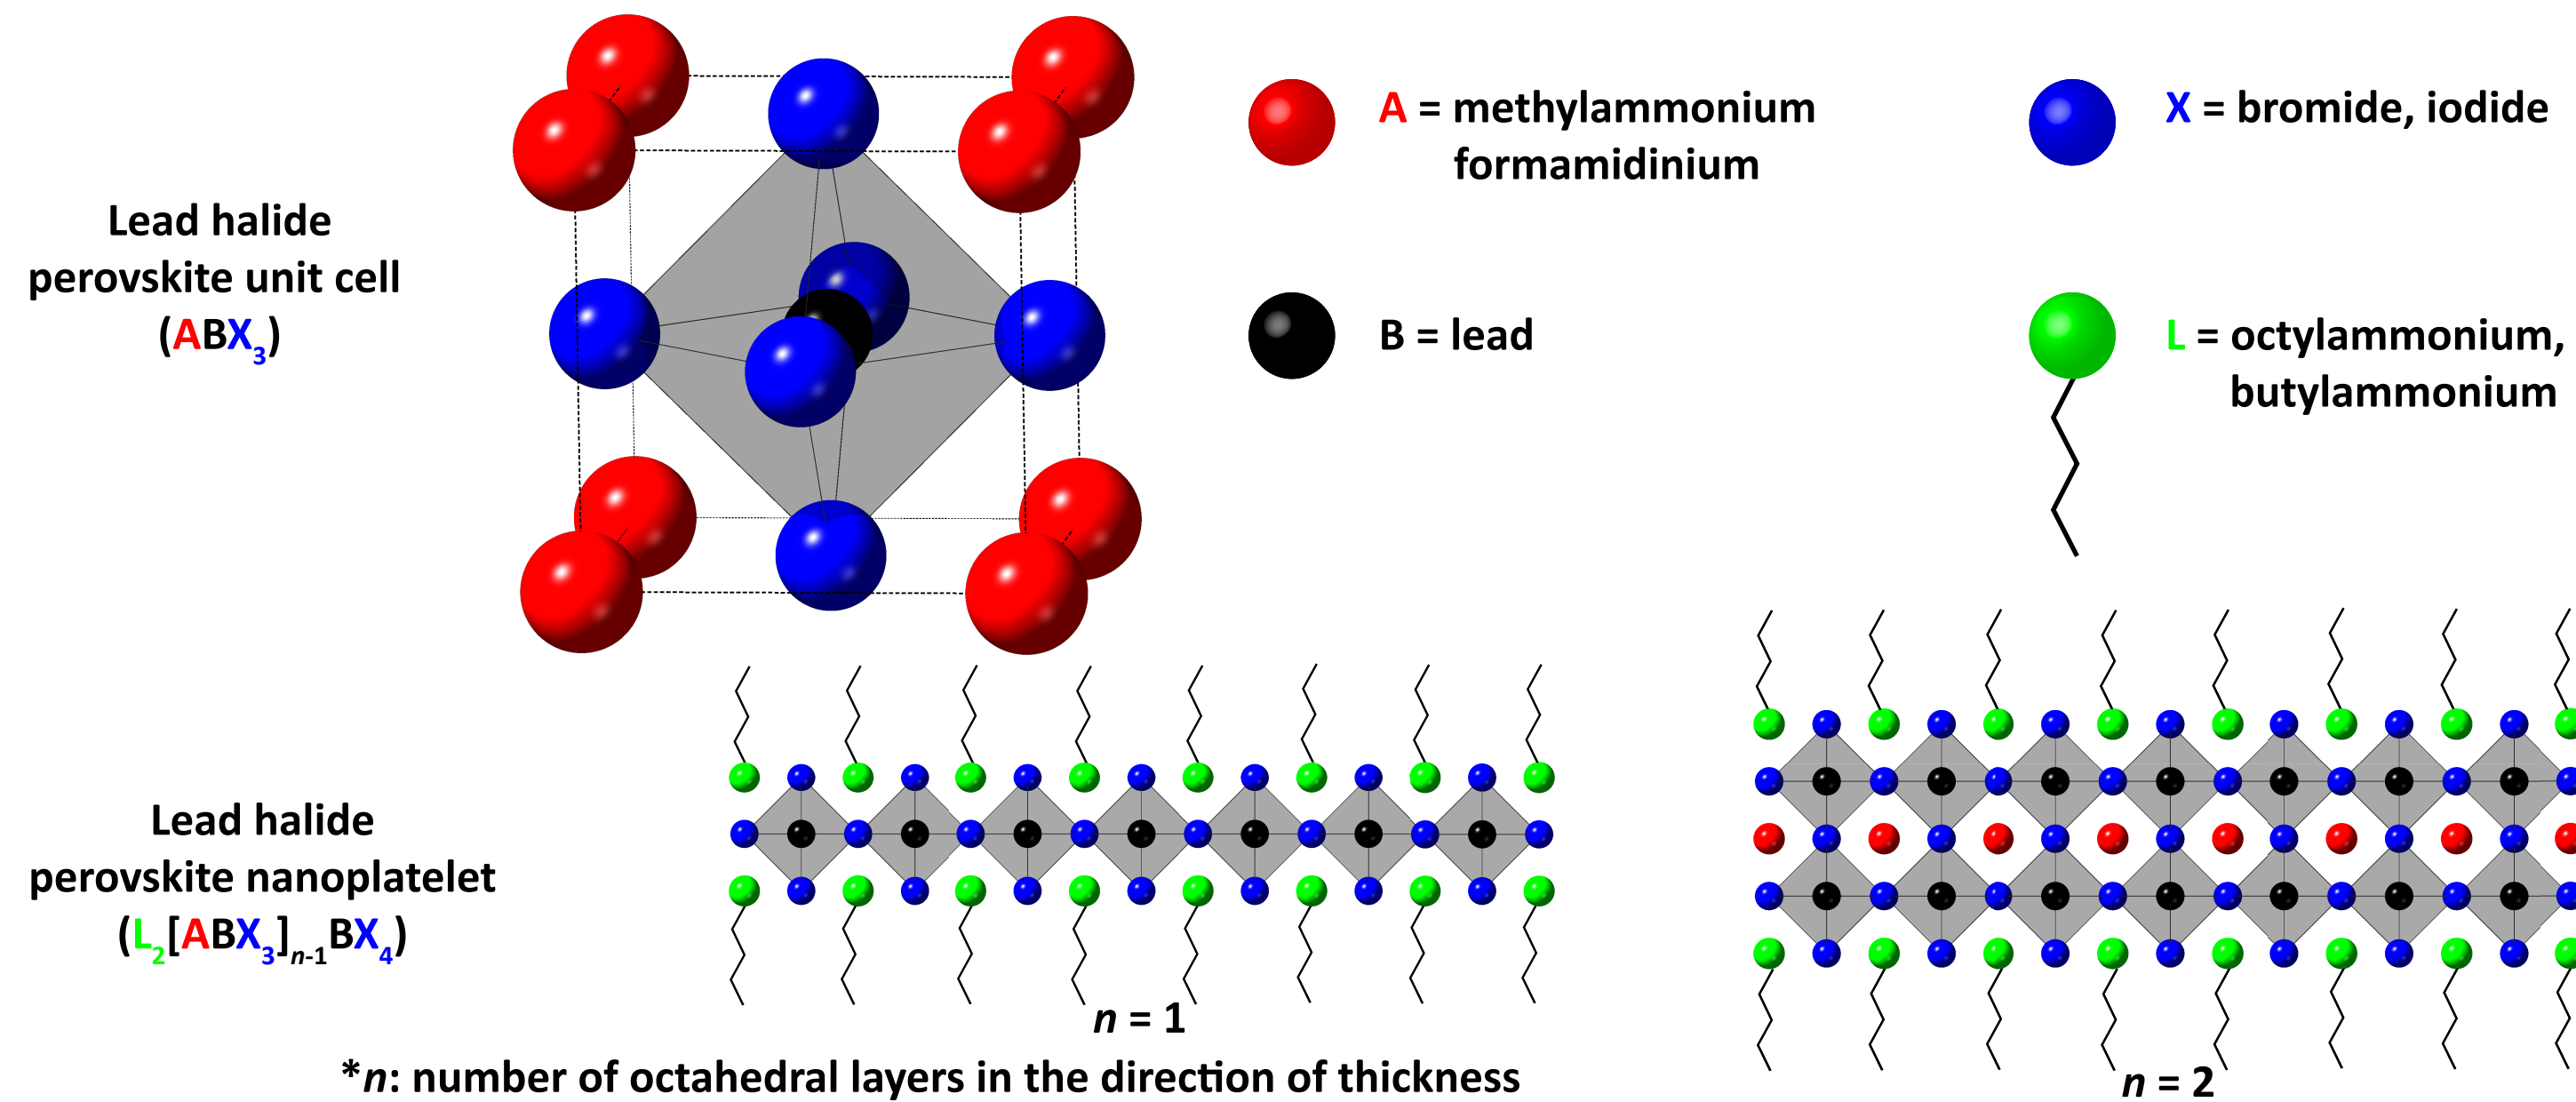 Lead halide
perovskite unit cell
(ABX3)
A = methylammonium
formamidinium
X = bromide, iodide
B = lead
L = octylammonium,
butylammonium
Lead halide
perovskite nanoplatelet
(L2[ABX3]n-1BX4)
n = 1
n = 2
*n: number of octahedral layers in the direction of thickness